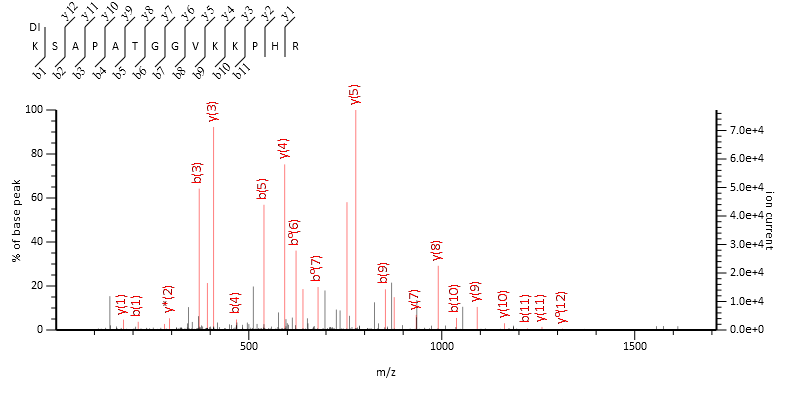 y12 y11 y10 y9 y8 y7 y6 y5 y4 y3 y2 y1
DI
K S A P A T G G V K K P H R
b1 b2 b3 b4 b5 b6 b7 b8 b9 b10 b11
% of base peak
100
80
60
40
20
0
y(1)
b(1)
y*(2)
b(3)
y(3)
b(4)
b(5)
y(4)
b⁰(6)
b⁰(7)
y(5)
b(9)
y(7)
y(8)
b(10)
y(9)
y(10)
b(11)
y(11)
y⁰(12)
7.0e+4
6.0e+4
5.0e+4
4.0e+4
3.0e+4
2.0e+4
1.0e+4
0.0e+0
ion current
500 1000 1500
m/z